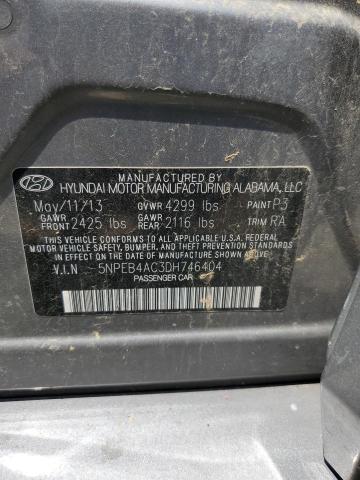 MANUFACTURED BY
HYUNDAI MOTOR MANUFACTURING ALABAMA, LLC
May/11/13 GVWR 4299 lbs PAINT P3
GAWR FRONT 2425 lbs GAWR REAR 2116 lbs TRIM RA
THIS VEHICLE CONFORMS TO ALL APPLICABLE U.S.A. FEDERAL
MOTOR VEHICLE SAFETY, BUMPER, AND THEFT PREVENTION
STANDARDS IN EFFECT ON THE DATE OF MANUFACTURE SHOWN ABOVE.
V.I.N - 5NPEB4AC3DH746404
PASSENGER CAR